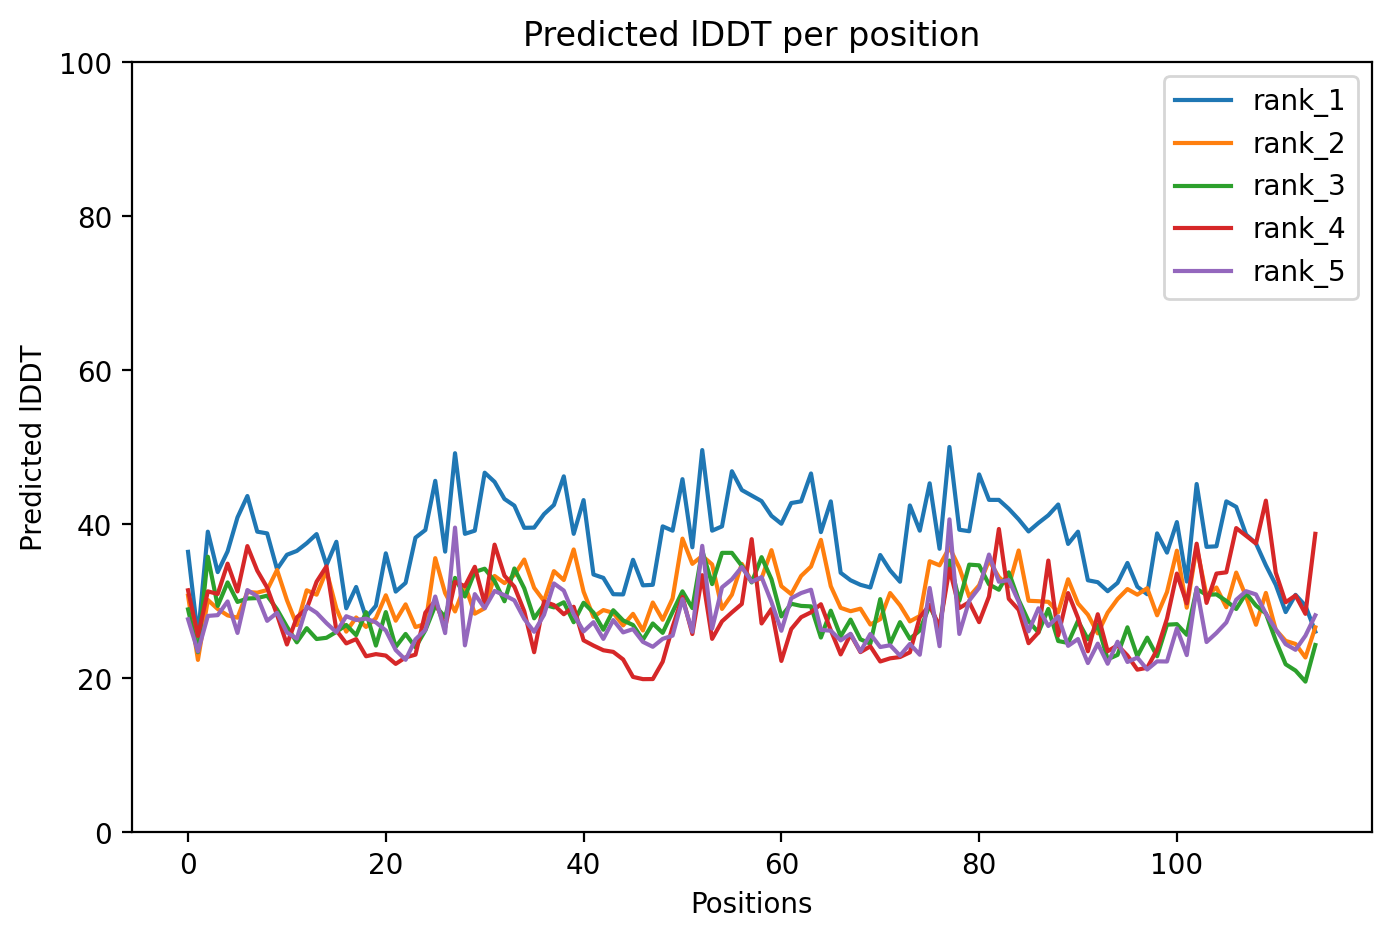 Predicted lDDT per position
100
80
60
40
20
0
Predicted lDDT
0 20 40 60 80 100
Positions
rank_1
rank_2
rank_3
rank_4
rank_5